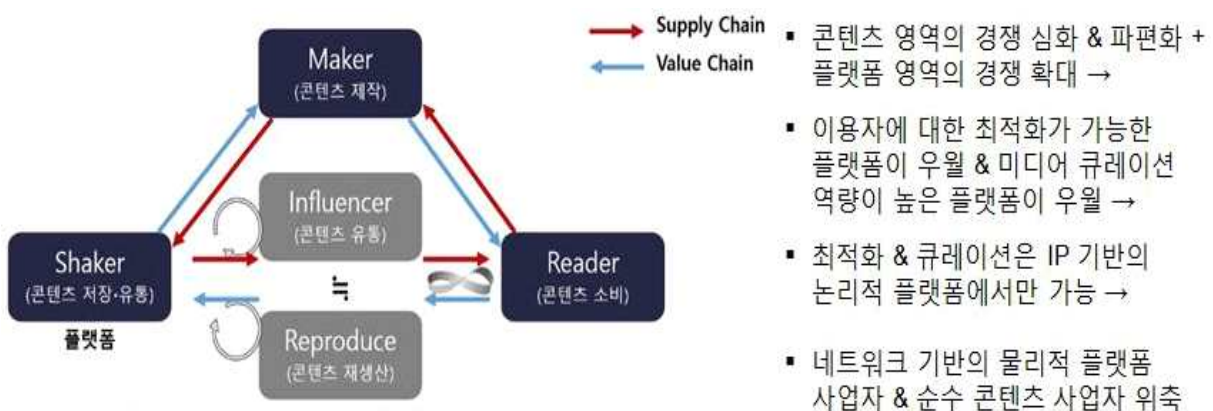 Maker
(콘텐츠 제작)
Supply Chain
Value Chain
Influencer
(콘텐츠 유통)
Shaker
(콘텐츠 저장·유통)
플랫폼
≒
Reader
(콘텐츠 소비)
Reproduce
(콘텐츠 재생산)
▪ 콘텐츠 영역의 경쟁 심화 & 파편화 +
플랫폼 영역의 경쟁 확대 →
▪ 이용자에 대한 최적화가 가능한
플랫폼이 우월 & 미디어 큐레이션
역량이 높은 플랫폼이 우월 →
▪ 최적화 & 큐레이션은 IP 기반의
논리적 플랫폼에서만 가능 →
▪ 네트워크 기반의 물리적 플랫폼
사업자 & 순수 콘텐츠 사업자 위축